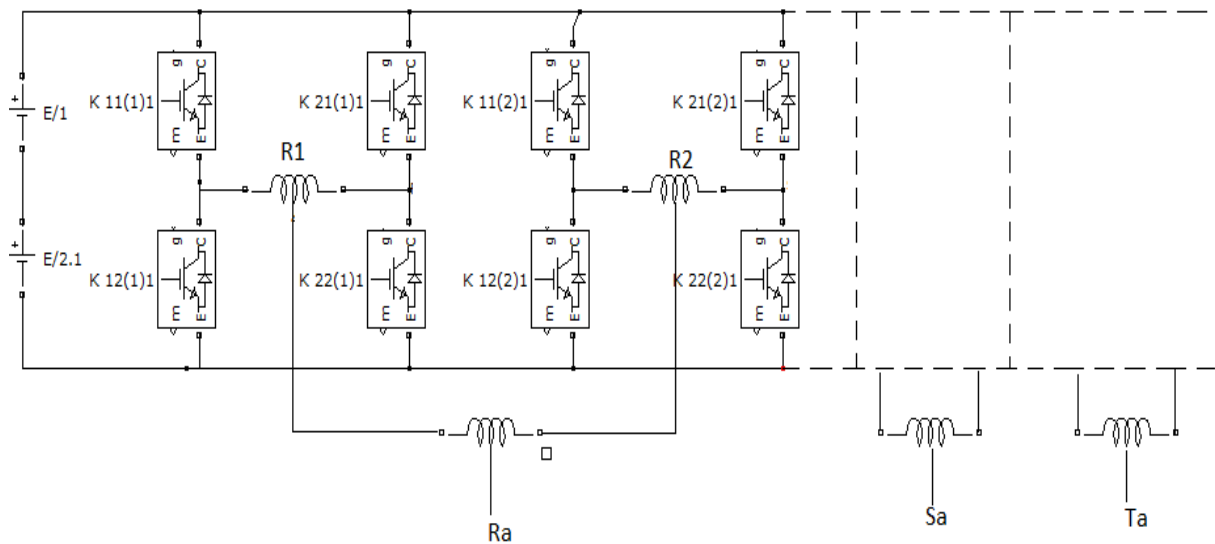 g C
K 11(1)1
m E
g C
K 21(1)1
m E
g C
K 11(2)1
m E
g C
K 21(2)1
m E
+
E/1
R1
R2
+
E/2.1
g C
K 12(1)1
m E
g C
K 22(1)1
m E
g C
K 12(2)1
m E
g C
K 22(2)1
m E
Ra
Sa
Ta